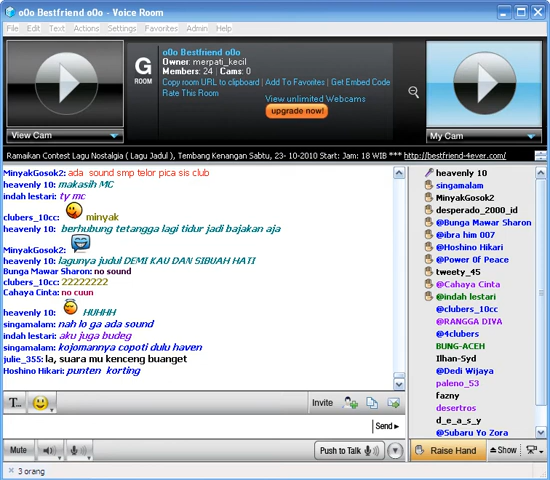 oOo Bestfriend oOo - Voice Room
File Edit Text Actions Settings Favorites Admin Help
G
ROOM
oOo Bestfriend oOo
Owner: merpati_kecil
Members: 24 | Cams: 0
Copy room URL to clipboard | Add To Favorites | Get Embed Code
Rate This Room
View unlimited Webcams
upgrade now!
View Cam
My Cam
Ramaikan Contest Lagu Nostalgia ( Lagu Jadul ), Tembang Kenangan Sabtu, 23- 10-2010 Start: Jam: 18 WIB *** http://bestfriend-4ever.com/
MinyakGosok2: ada sound smp telor pica sis club
heavenly 10: makasih MC
indah lestari: ty mc
clubers_10cc: minyak
heavenly 10: berhubung tetangga lagi tidur jadi bajakan aja
MinyakGosok2:
heavenly 10: lagunya judul DEMI KAU DAN SIBUAH HATI
Bunga Mawar Sharon: no sound
clubers_10cc: 22222222
Cahaya Cinta: no cuun
heavenly 10: HUHHH
singamalam: nah lo ga ada sound
indah lestari: aku juga budeg
singamalam: kojomannya copoti dulu haven
julie_355: la, suara mu kenceng buanget
Hoshino Hikari: punten korting
heavenly 10
singamalam
MinyakGosok2
desperado_2000_id
@Bunga Mawar Sharon
@ibra him 007
@Hoshino Hikari
@Power 0f Peace
tweety_45
@Cahaya Cinta
@indah lestari
@clubers_10cc
@RANGGA DIVA
@4clubers
BUNG-ACEH
Ilhan-Syd
@Dedi Wijaya
paleno_53
fazny
desertros
d_e_a_s_y
@Subaru Yo Zora
T...
Invite
Send
Mute
Push to Talk
Raise Hand
Show
3 orang